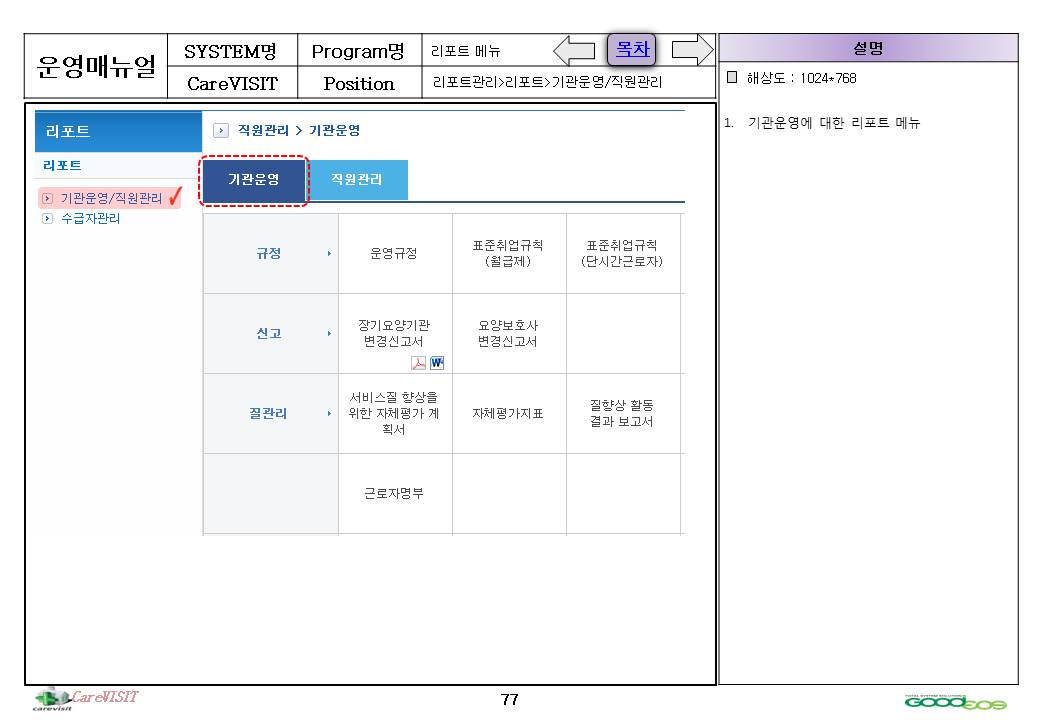 운영매뉴얼
SYSTEM명
Program명
리포트 메뉴
목차
설명
CareVISIT
Position
리포트관리>리포트>기관운영/직원관리
해상도 : 1024*768
1. 기관운영에 대한 리포트 메뉴
리포트
직원관리 > 기관운영
리포트
기관운영/직원관리
수급자관리
기관운영
직원관리
규정
운영규정
표준취업규칙
(월급제)
표준취업규칙
(단시간근로자)
신고
장기요양기관
변경신고서
요양보호사
변경신고서
질관리
서비스질 향상을
위한 자체평가 계
획서
자체평가지표
질향상 활동
결과 보고서
근로자명부
CareVISIT
carevisit
77
TOTAL SYSTEM SOLUTIONS
GOODEOS